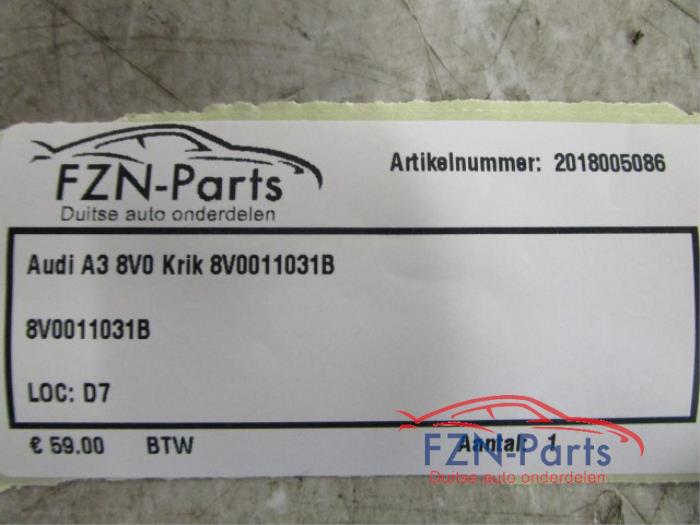 FZN-Parts
Duitse auto onderdelen
Artikelnummer: 2018005086
Audi A3 8V0 Krik 8V0011031B
8V0011031B
LOC: D7
€ 59.00 BTW Aantal: 1
FZN-Parts
Duitse auto onderdelen